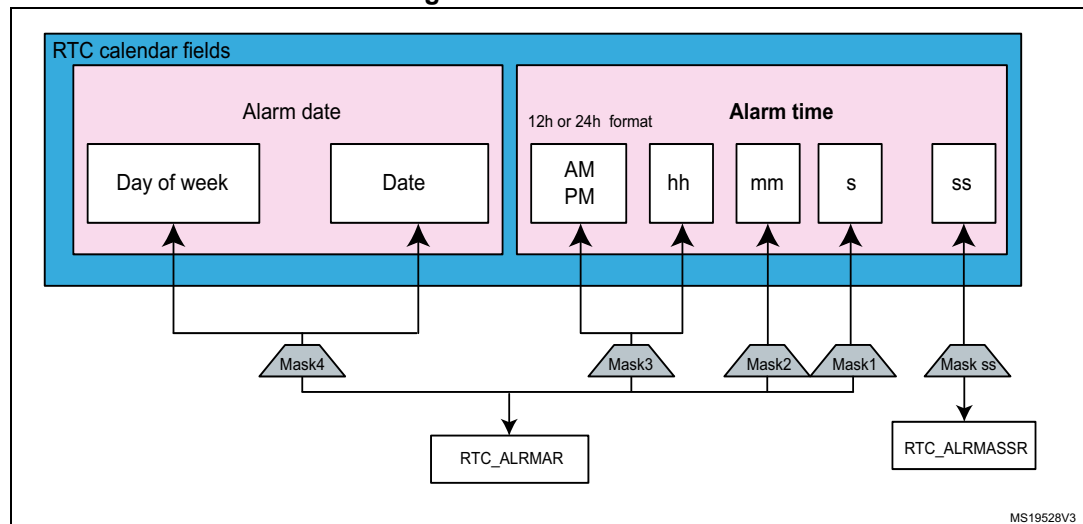 RTC calendar fields
Alarm date
Alarm time
12h or 24h format
Day of week
Date
AM
PM
hh
mm
s
ss
Mask4
Mask3
Mask2
Mask1
Mask ss
RTC_ALRMAR
RTC_ALRMASSR
MS19528V3